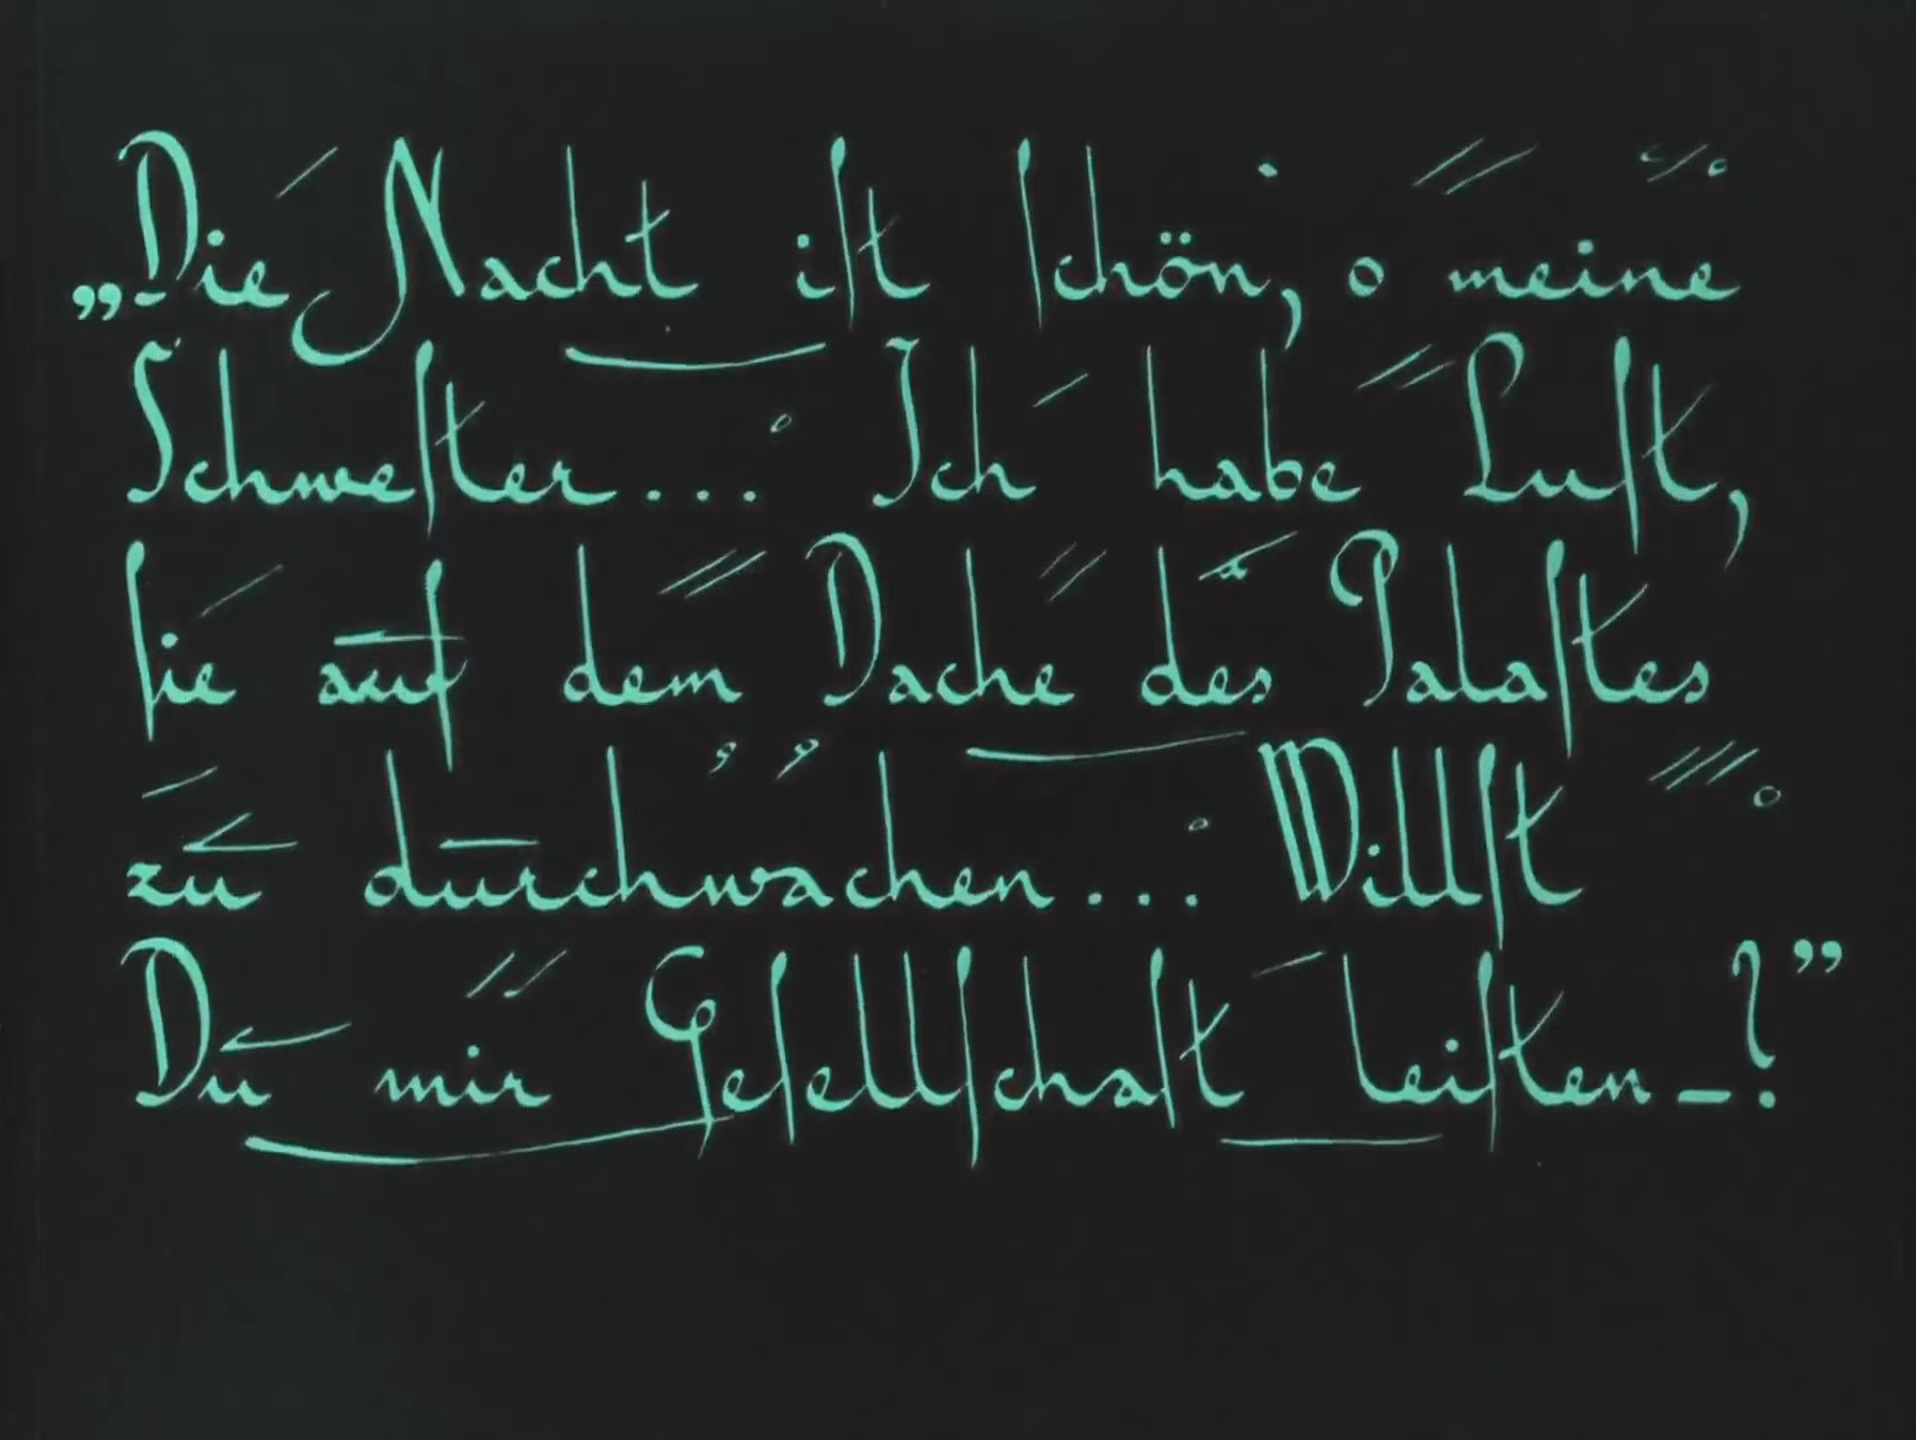 „Die Nacht iſt ſchön, o meine
Schweſter... Ich habe Luſt,
ſie auf dem Dache des Palaſtes
zu durchwachen... Willſt
Du mir Geſellſchaft leiſten—?”